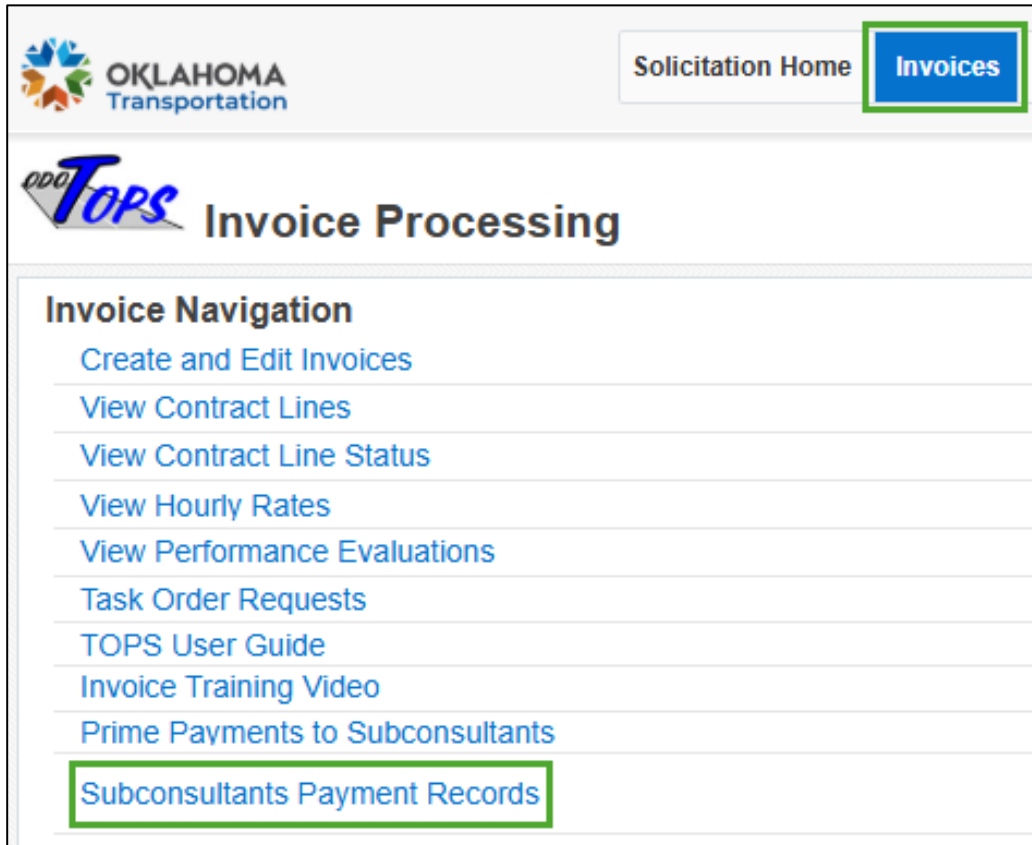 OKLAHOMA
Transportation
Solicitation Home
Invoices
ODOT TOPS
Invoice Processing
Invoice Navigation
Create and Edit Invoices
View Contract Lines
View Contract Line Status
View Hourly Rates
View Performance Evaluations
Task Order Requests
TOPS User Guide
Invoice Training Video
Prime Payments to Subconsultants
Subconsultants Payment Records